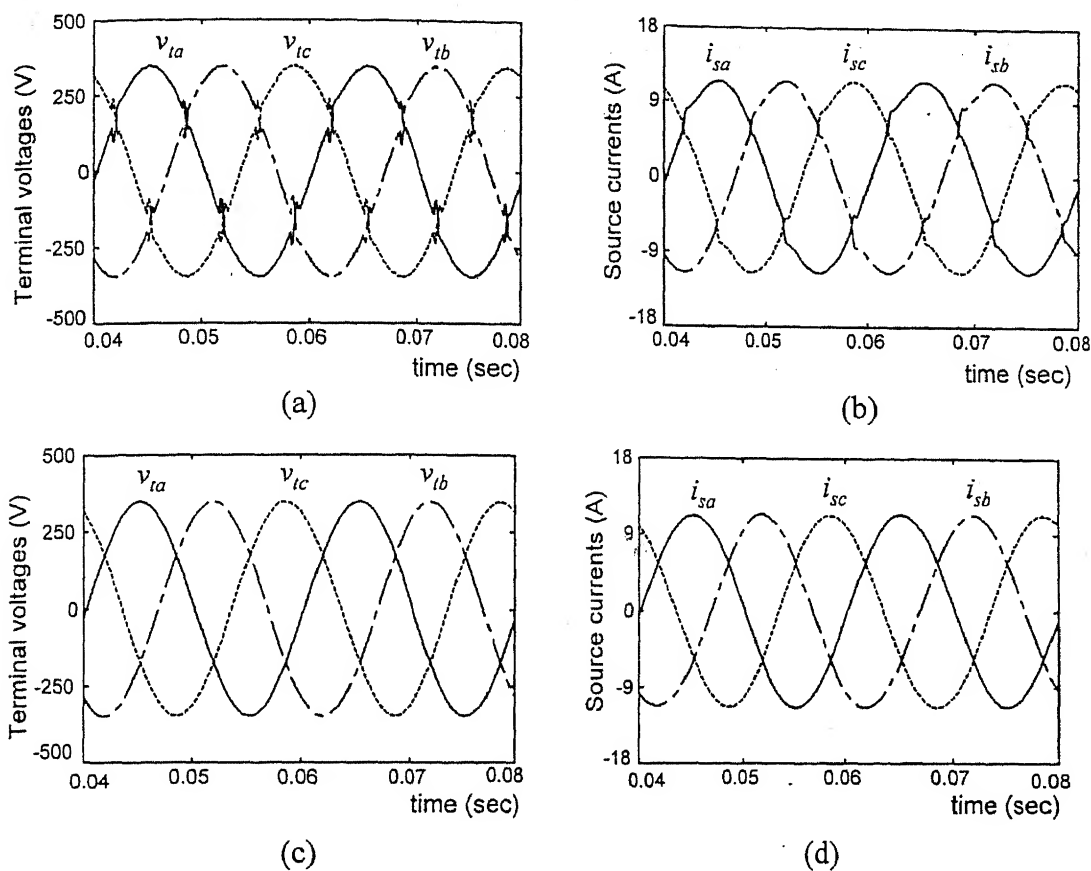 500
250
0
-250
-500
Terminal voltages (V)
v_ta
v_tc
v_tb
0.04
0.05
0.06
0.07
0.08
time (sec)
(a)
18
9
0
-9
-18
Source currents (A)
i_sa
i_sc
i_sb
0.04
0.05
0.06
0.07
0.08
time (sec)
(b)
500
250
0
-250
-500
Terminal voltages (V)
v_ta
v_tc
v_tb
0.04
0.05
0.06
0.07
0.08
time (sec)
(c)
18
9
0
-9
-18
Source currents (A)
i_sa
i_sc
i_sb
0.04
0.05
0.06
0.07
0.08
time (sec)
(d)